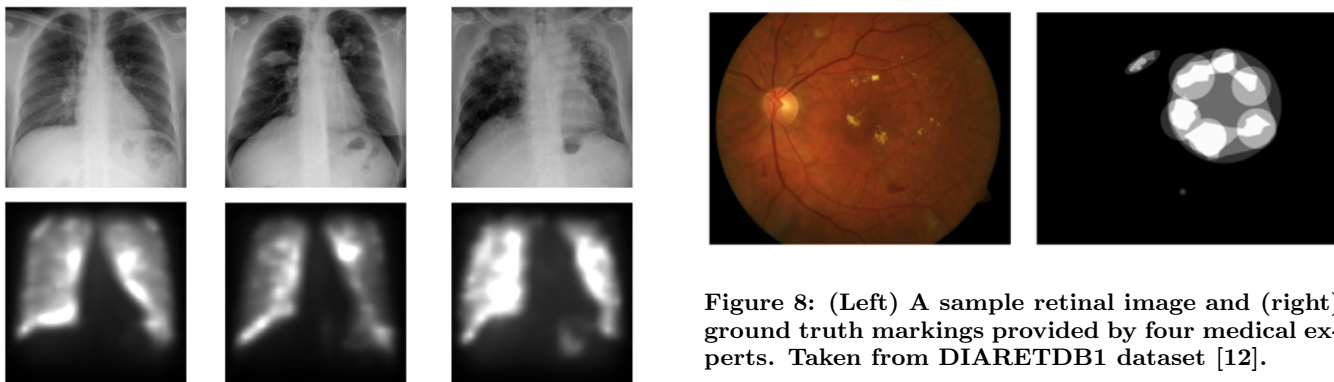 Figure 8: (Left) A sample retinal image and (right)
ground truth markings provided by four medical ex-
perts. Taken from DIARETDB1 dataset [12].